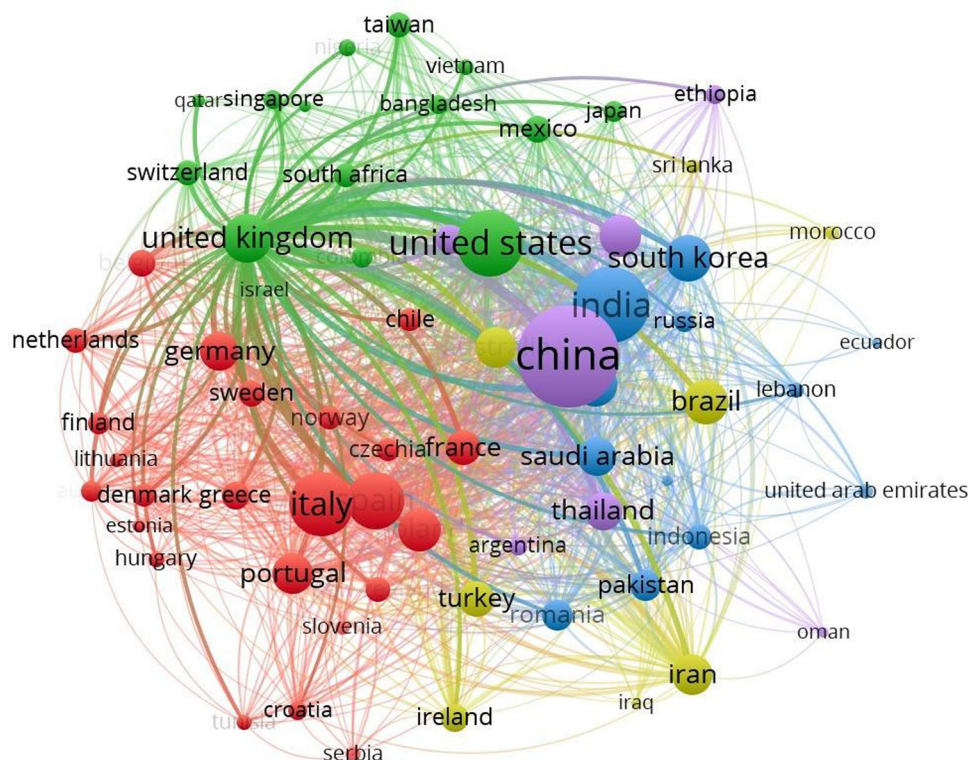 taiwan
nigeria
vietnam
qatar
singapore
bangladesh
japan
ethiopia
mexico
switzerland
south africa
sri lanka
united kingdom
united states
morocco
south korea
israel
india
chile
russia
netherlands
germany
china
ecuador
sweden
brazil
lebanon
finland
norway
czechia
france
saudi arabia
lithuania
denmark
greece
italy
spain
thailand
united arab emirates
estonia
argentina
indonesia
hungary
portugal
pakistan
turkey
romania
slovenia
oman
iran
iraq
croatia
ireland
tunisia
serbia